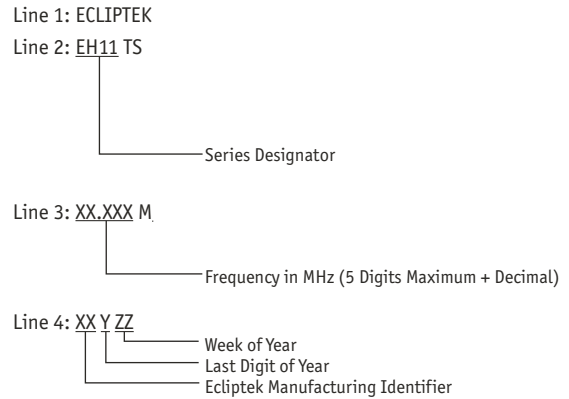 Line 1: ECLIPTEK
Line 2: EH11 TS
Series Designator
Line 3: XX.XXX M
Frequency in MHz (5 Digits Maximum + Decimal)
Line 4: XX Y ZZ
Week of Year
Last Digit of Year
Ecliptek Manufacturing Identifier